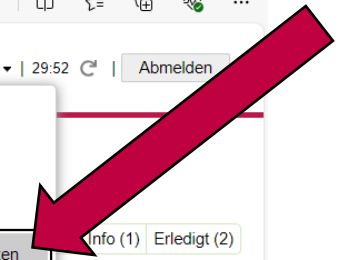 | 29:52 | Abmelden
Info (1) Erledigt (2)